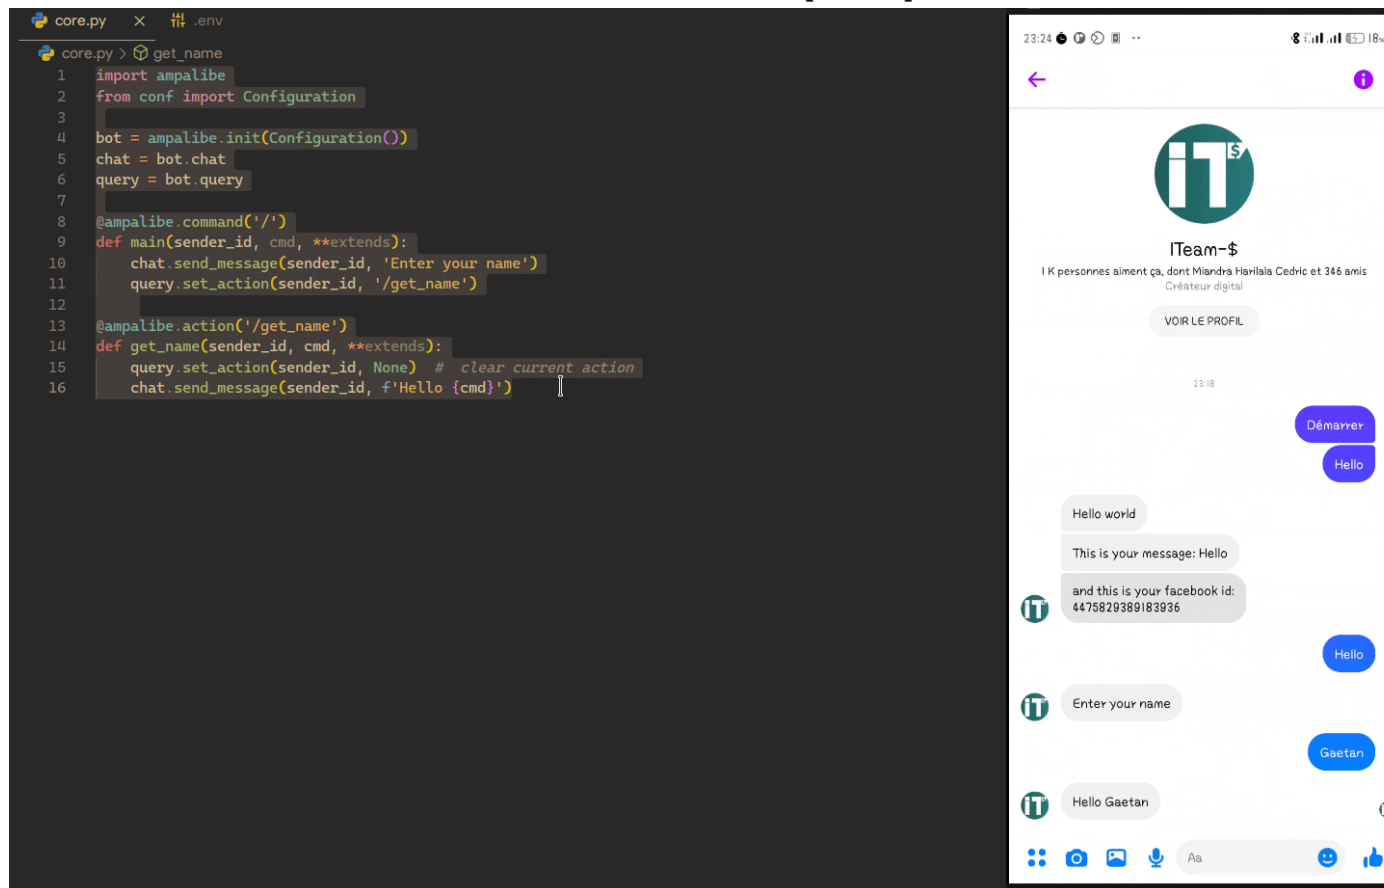 core.py
.env
core.py > get_name
1 import ampalibe
2 from conf import Configuration
3
4 bot = ampalibe.init(Configuration())
5 chat = bot.chat
6 query = bot.query
7
8 @ampalibe.command('/')
9 def main(sender_id, cmd, **extends):
10 chat.send_message(sender_id, 'Enter your name')
11 query.set_action(sender_id, '/get_name')
12
13 @ampalibe.action('/get_name')
14 def get_name(sender_id, cmd, **extends):
15 query.set_action(sender_id, None) # clear current action
16 chat.send_message(sender_id, f'Hello {cmd}')
23:24
18%
iT$
ITeam-$
1 K personnes aiment ça, dont Miandra Harilala Cedric et 346 amis
Créateur digital
VOIR LE PROFIL
23:18
Démarrer
Hello
Hello world
This is your message: Hello
and this is your facebook id:
4475829389183936
iT
Hello
Enter your name
iT
Gaetan
Hello Gaetan
iT
Aa